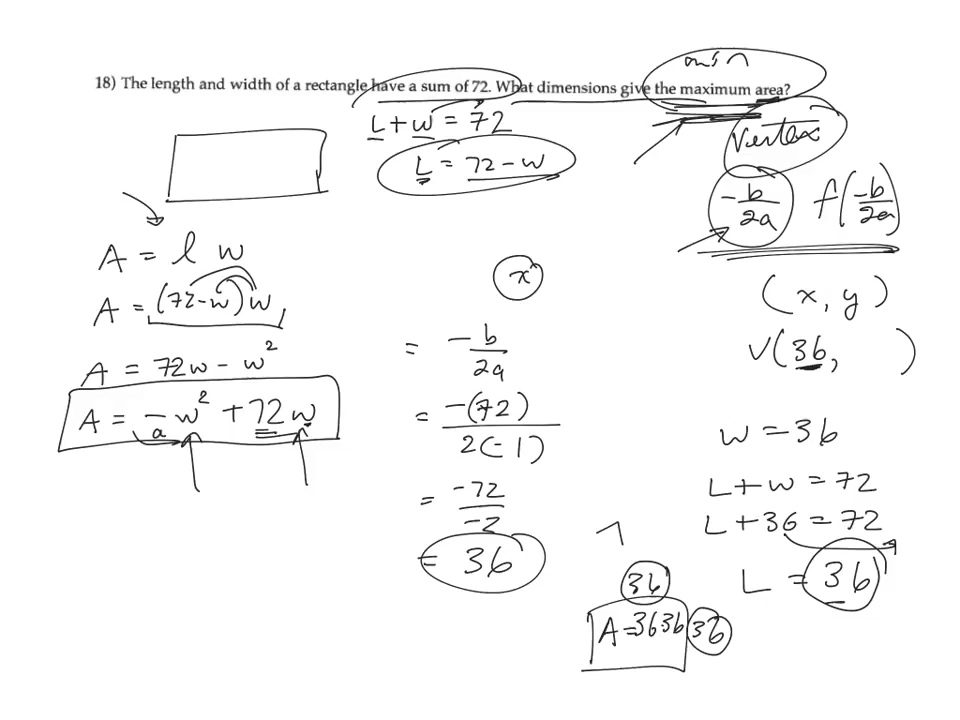 18) The length and width of a rectangle have a sum of 72. What dimensions give the maximum area?
L+w = 72
L = 72 - w
Vertex
-b/2a f(-b/2a)
(x, y)
V(36, )
A = l w
A = (72-w)w
A = 72w - w²
A = -w² + 72w
a
x
= -b/2a
= -(72)/2(-1)
= -72/-2
= 36
w = 36
L+w = 72
L+36 = 72
L = 36
36
A=36·36 36